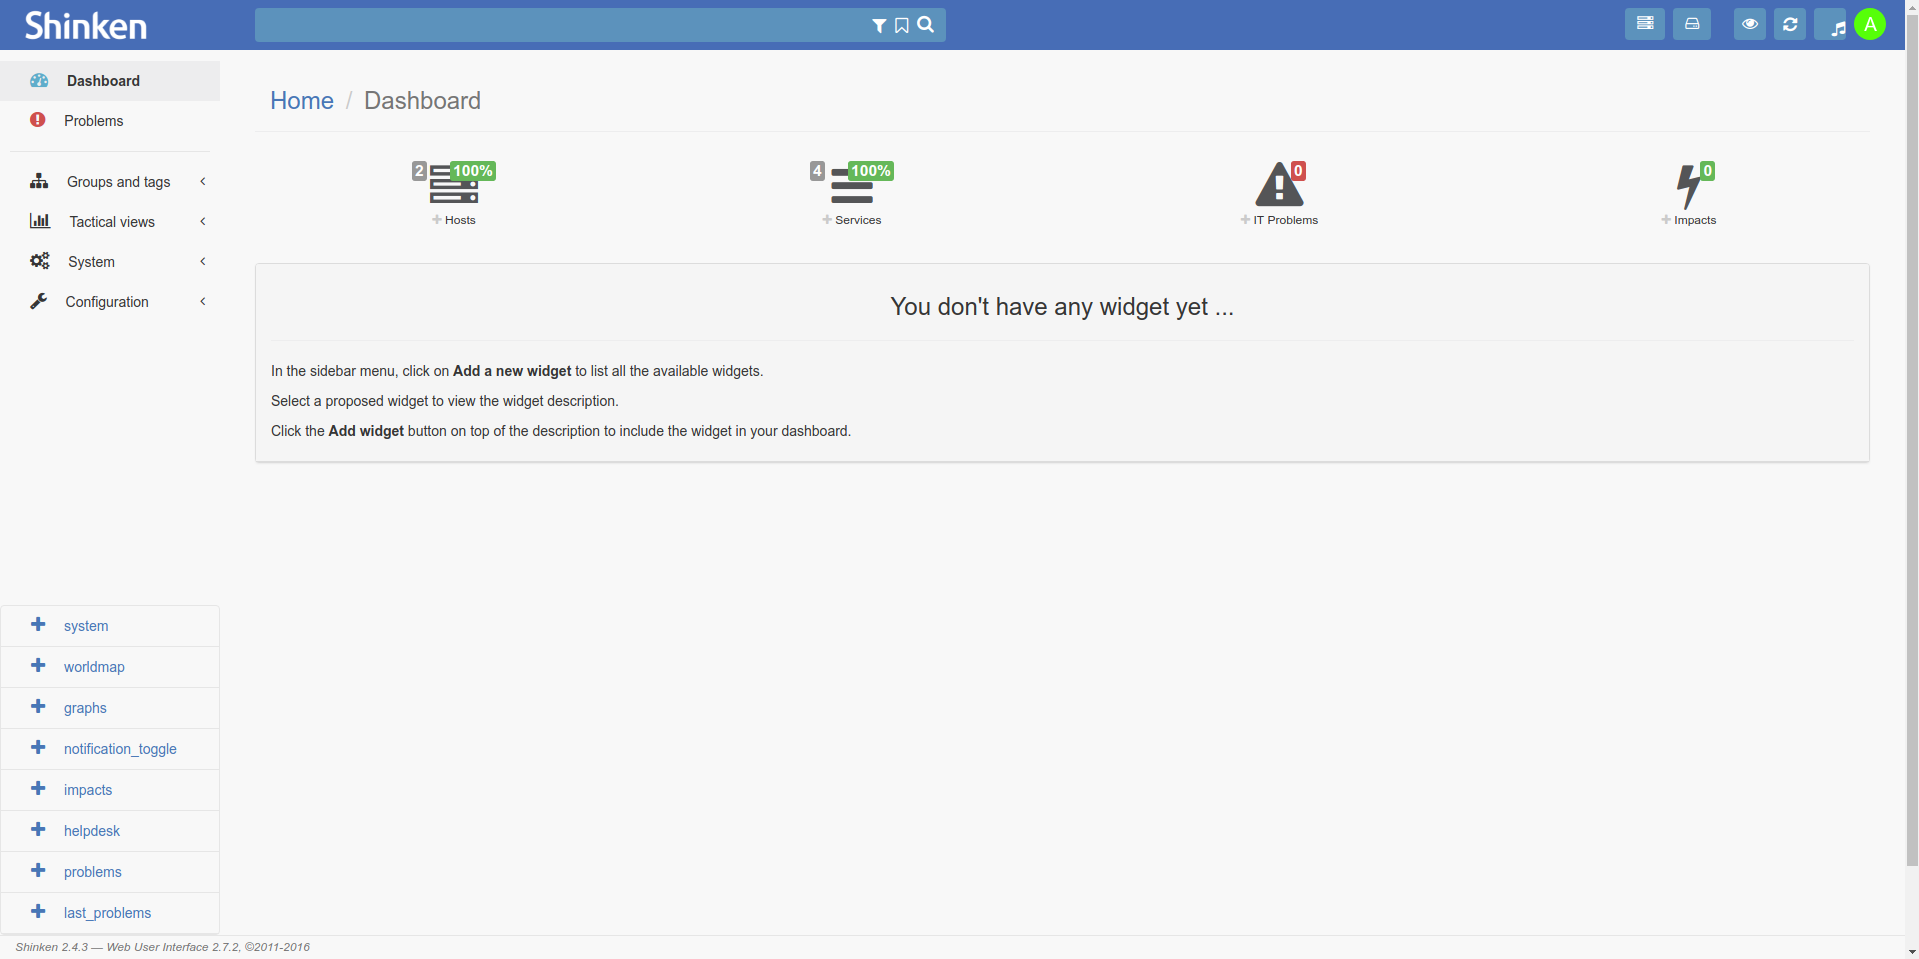 Shinken
A
Dashboard
Problems
Groups and tags
Tactical views
System
Configuration
Home / Dashboard
2 100%
Hosts
4 100%
Services
0
IT Problems
0
Impacts
You don't have any widget yet ...
In the sidebar menu, click on Add a new widget to list all the available widgets.
Select a proposed widget to view the widget description.
Click the Add widget button on top of the description to include the widget in your dashboard.
system
worldmap
graphs
notification_toggle
impacts
helpdesk
problems
last_problems
Shinken 2.4.3 — Web User Interface 2.7.2, ©2011-2016